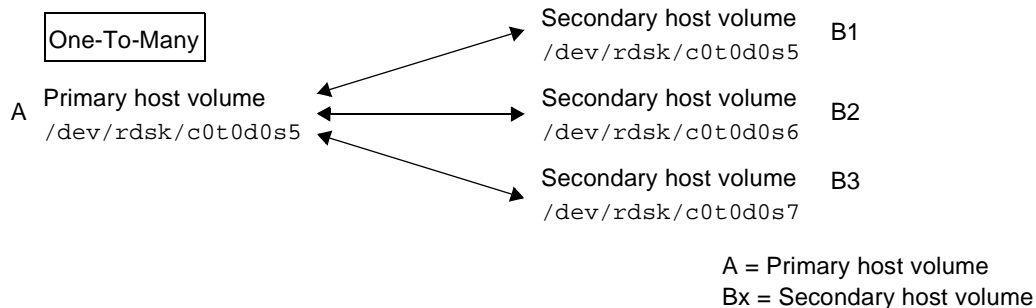 One-To-Many
A
Primary host volume
/dev/rdsk/c0t0d0s5
Secondary host volume
/dev/rdsk/c0t0d0s5
B1
Secondary host volume
/dev/rdsk/c0t0d0s6
B2
Secondary host volume
/dev/rdsk/c0t0d0s7
B3
A = Primary host volume
Bx = Secondary host volume